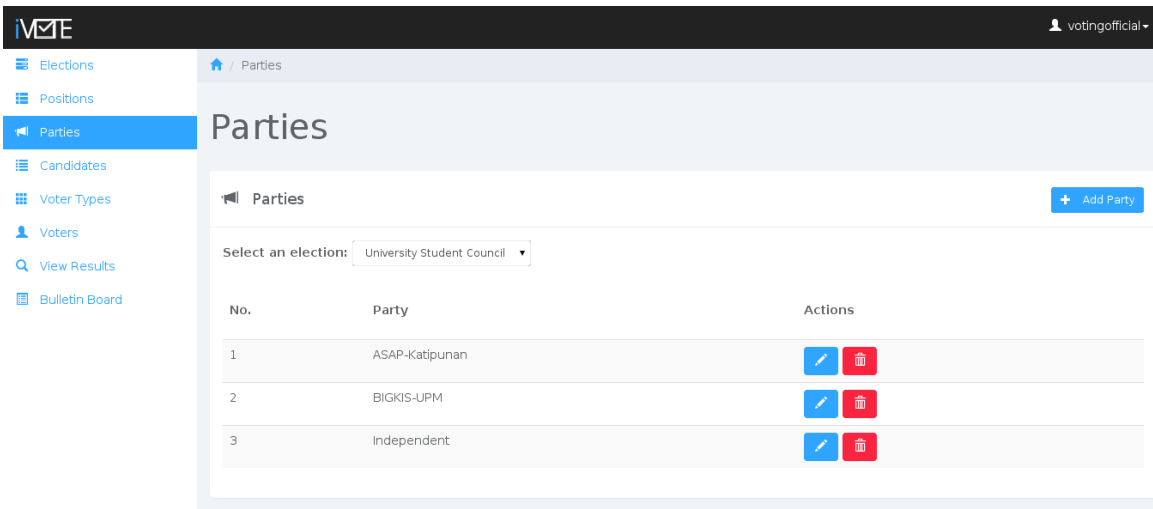 iVOTE
votingofficial
Elections
Positions
Parties
Candidates
Voter Types
Voters
View Results
Bulletin Board
/ Parties
Parties
Parties
Add Party
Select an election: University Student Council
No. Party Actions
1 ASAP-Katipunan
2 BIGKIS-UPM
3 Independent